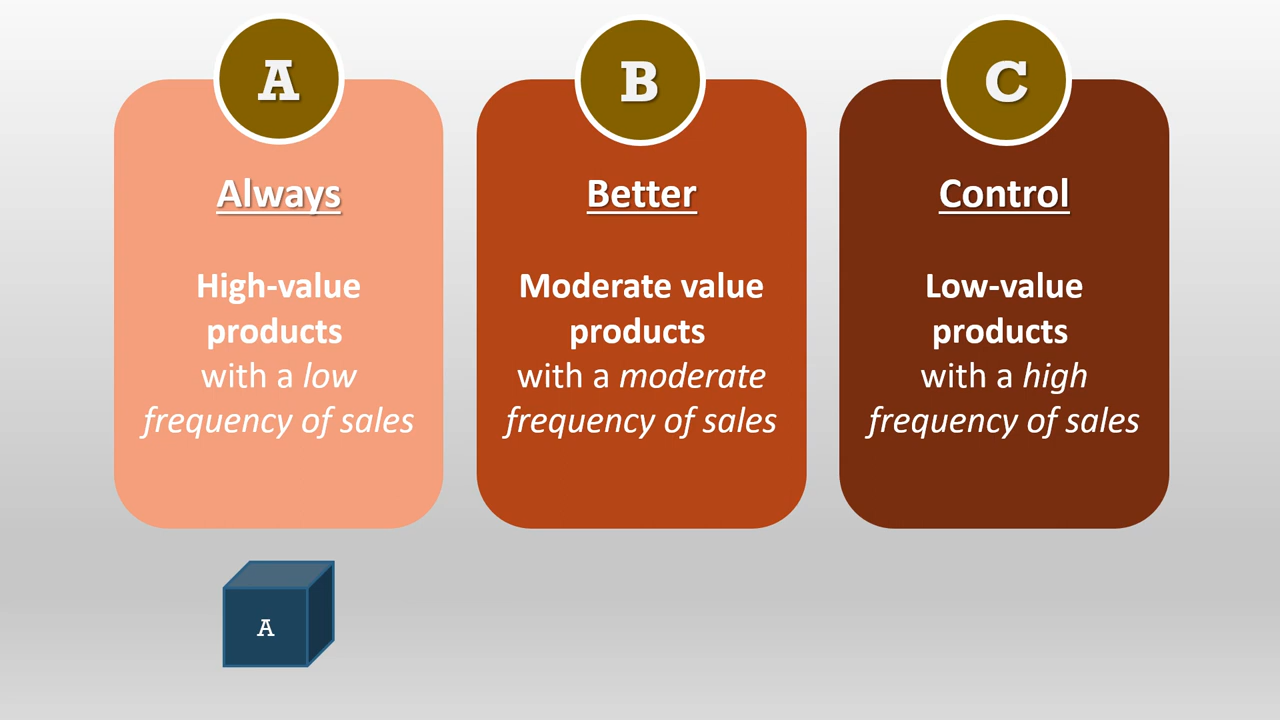 A
Always
High-value
products
with a low
frequency of sales
B
Better
Moderate value
products
with a moderate
frequency of sales
C
Control
Low-value
products
with a high
frequency of sales
A